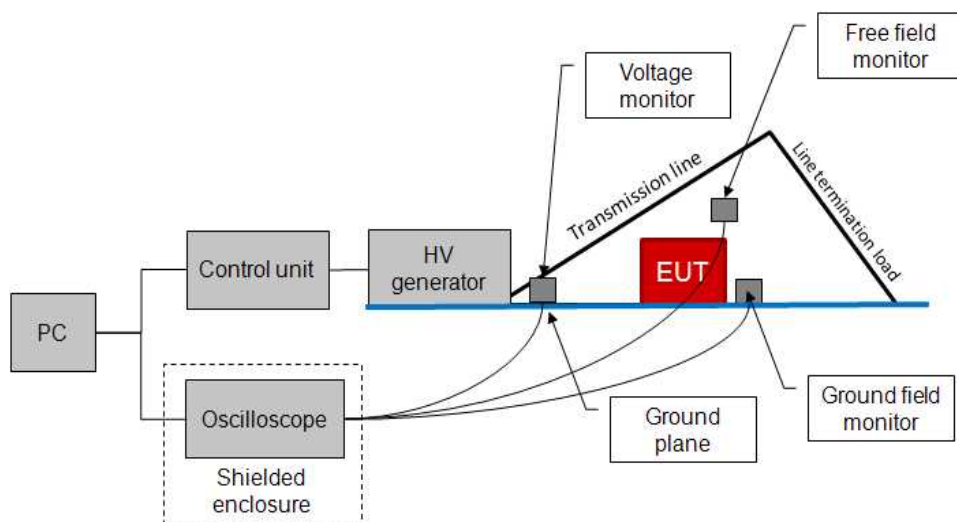 Free field
monitor
Voltage
monitor
Transmission line
Line termination load
Control unit
HV
generator
EUT
PC
Oscilloscope
Shielded
enclosure
Ground
plane
Ground field
monitor